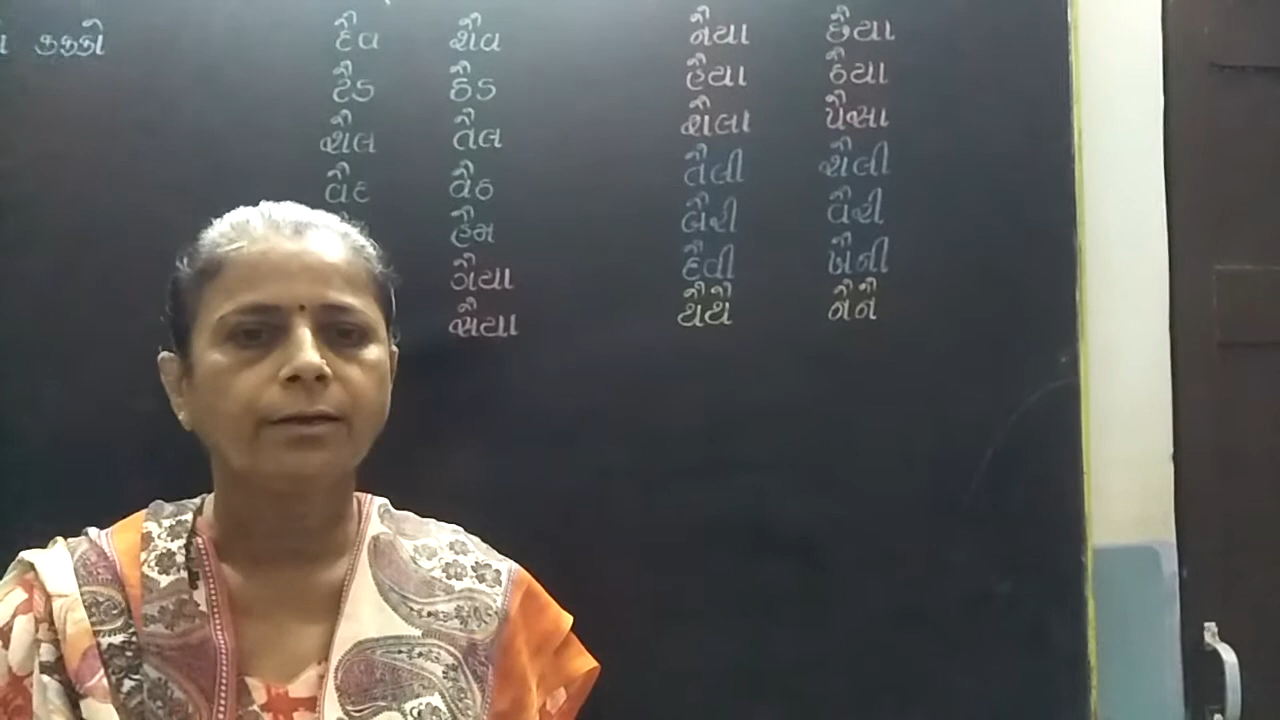 કક્કો
દૈવ શૈવ નૈયા છૈયા
ટૈડ હૈડ હૈયા ઠૈયા
શૈલ તૈલ શૈલા પૈસા
વૈદ વૈઠ તૈલી શૈલી
હૈમ બૈરી વૈરી
ગૈયા દૈવી ખૈની
સૈયા થૈથૈ નૈનૈ